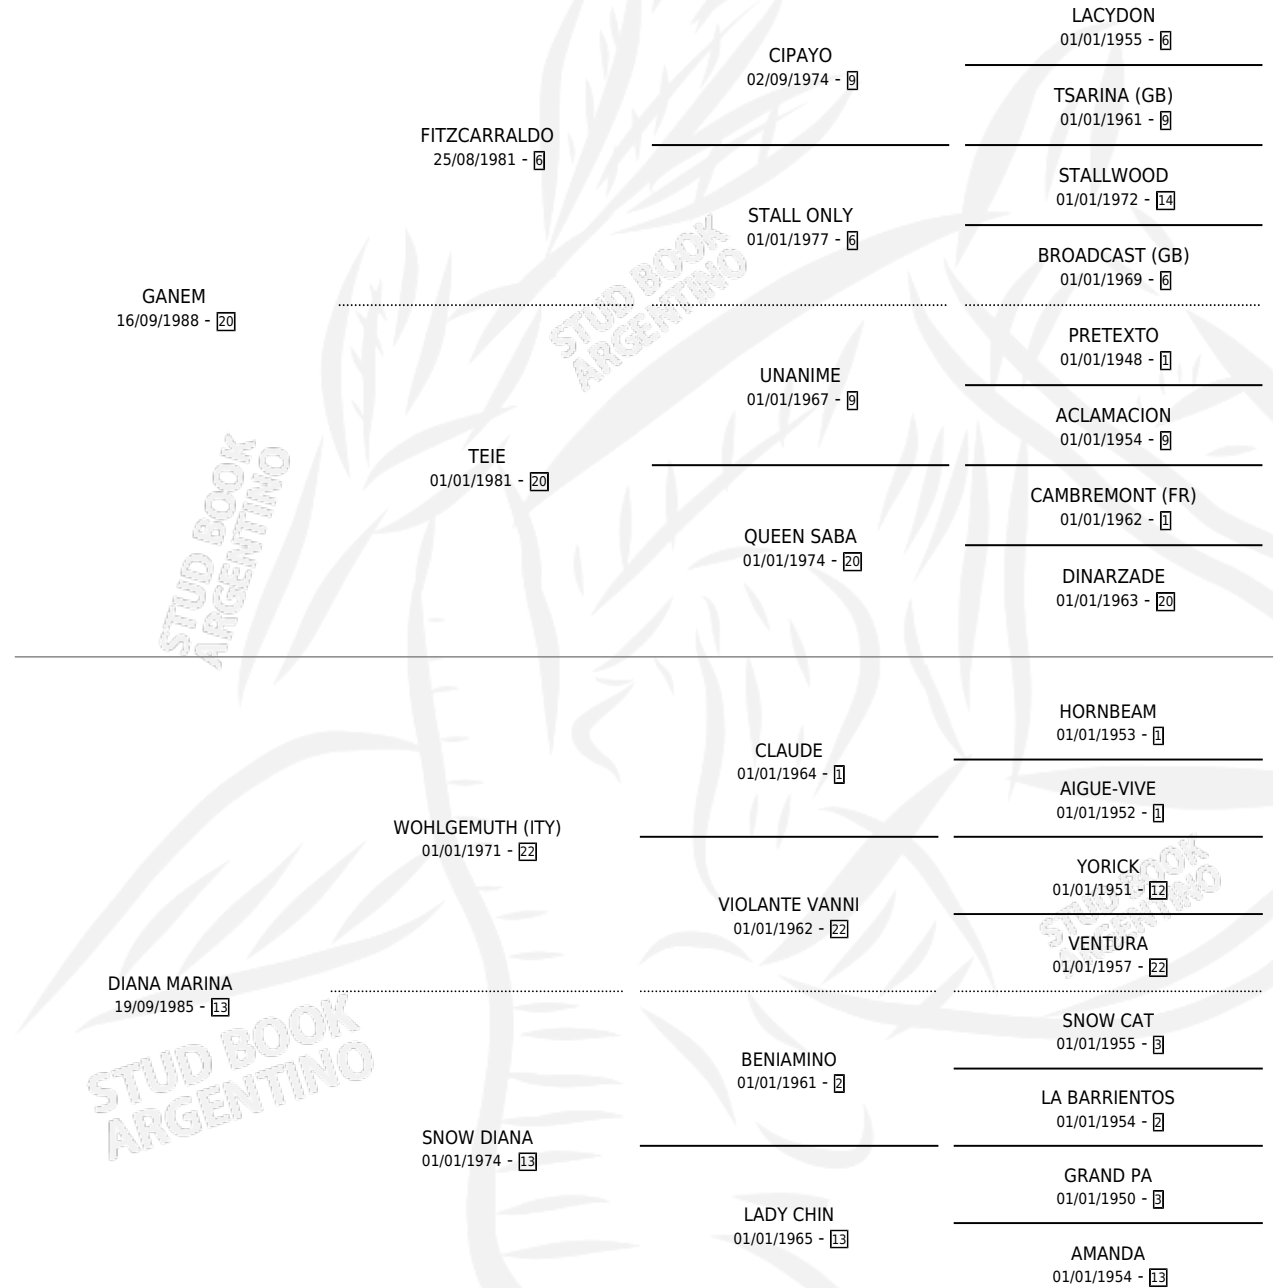 LACYDON
01/01/1955 - 6
CIPAYO
02/09/1974 - 9
TSARINA (GB)
01/01/1961 - 9
FITZCARRALDO
25/08/1981 - 6
STALLWOOD
01/01/1972 - 14
STALL ONLY
01/01/1977 - 6
BROADCAST (GB)
01/01/1969 - 6
GANEM
16/09/1988 - 20
STUD BOOK
ARGENTINO
PRETEXTO
01/01/1948 - 1
UNANIME
01/01/1967 - 9
ACLAMACION
01/01/1954 - 9
TEIE
01/01/1981 - 20
CAMBREMONT (FR)
01/01/1962 - 1
QUEEN SABA
01/01/1974 - 20
DINARZADE
01/01/1963 - 20
STUD BOOK
ARGENTINO
HORNBEAM
01/01/1953 - 1
CLAUDE
01/01/1964 - 1
AIGUE-VIVE
01/01/1952 - 1
WOHLGEMUTH (ITY)
01/01/1971 - 22
YORICK
01/01/1951 - 12
VIOLANTE VANNI
01/01/1962 - 22
VENTURA
01/01/1957 - 22
STUD BOOK
ARGENTINO
DIANA MARINA
19/09/1985 - 13
SNOW CAT
01/01/1955 - 3
BENIAMINO
01/01/1961 - 2
LA BARRIENTOS
01/01/1954 - 2
STUD BOOK
ARGENTINO
SNOW DIANA
01/01/1974 - 13
GRAND PA
01/01/1950 - 3
LADY CHIN
01/01/1965 - 13
AMANDA
01/01/1954 - 13